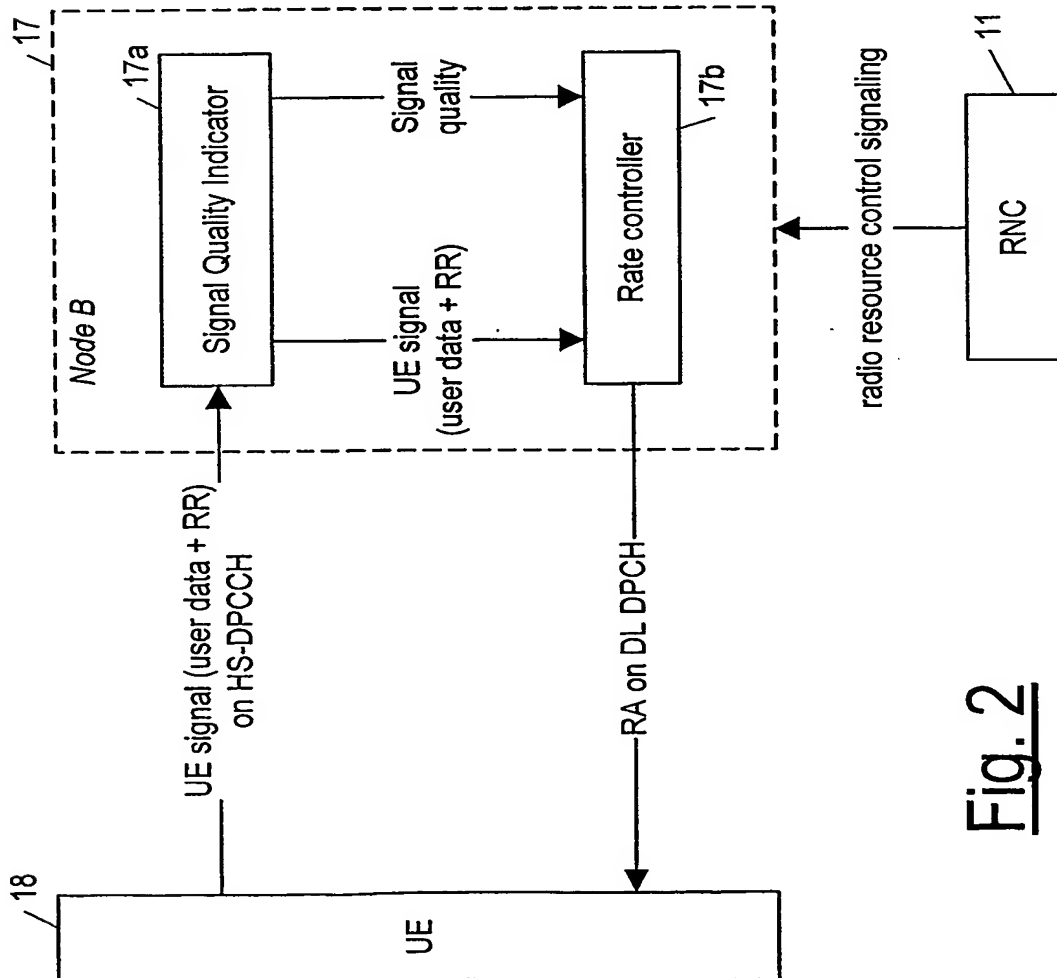 17
Node B
17a
Signal Quality Indicator
UE signal
(user data + RR)
Signal
quality
17b
Rate controller
UE signal (user data + RR)
on HS-DPCCH
RA on DL DPCH
18
UE
radio resource control signaling
11
RNC
Fig. 2